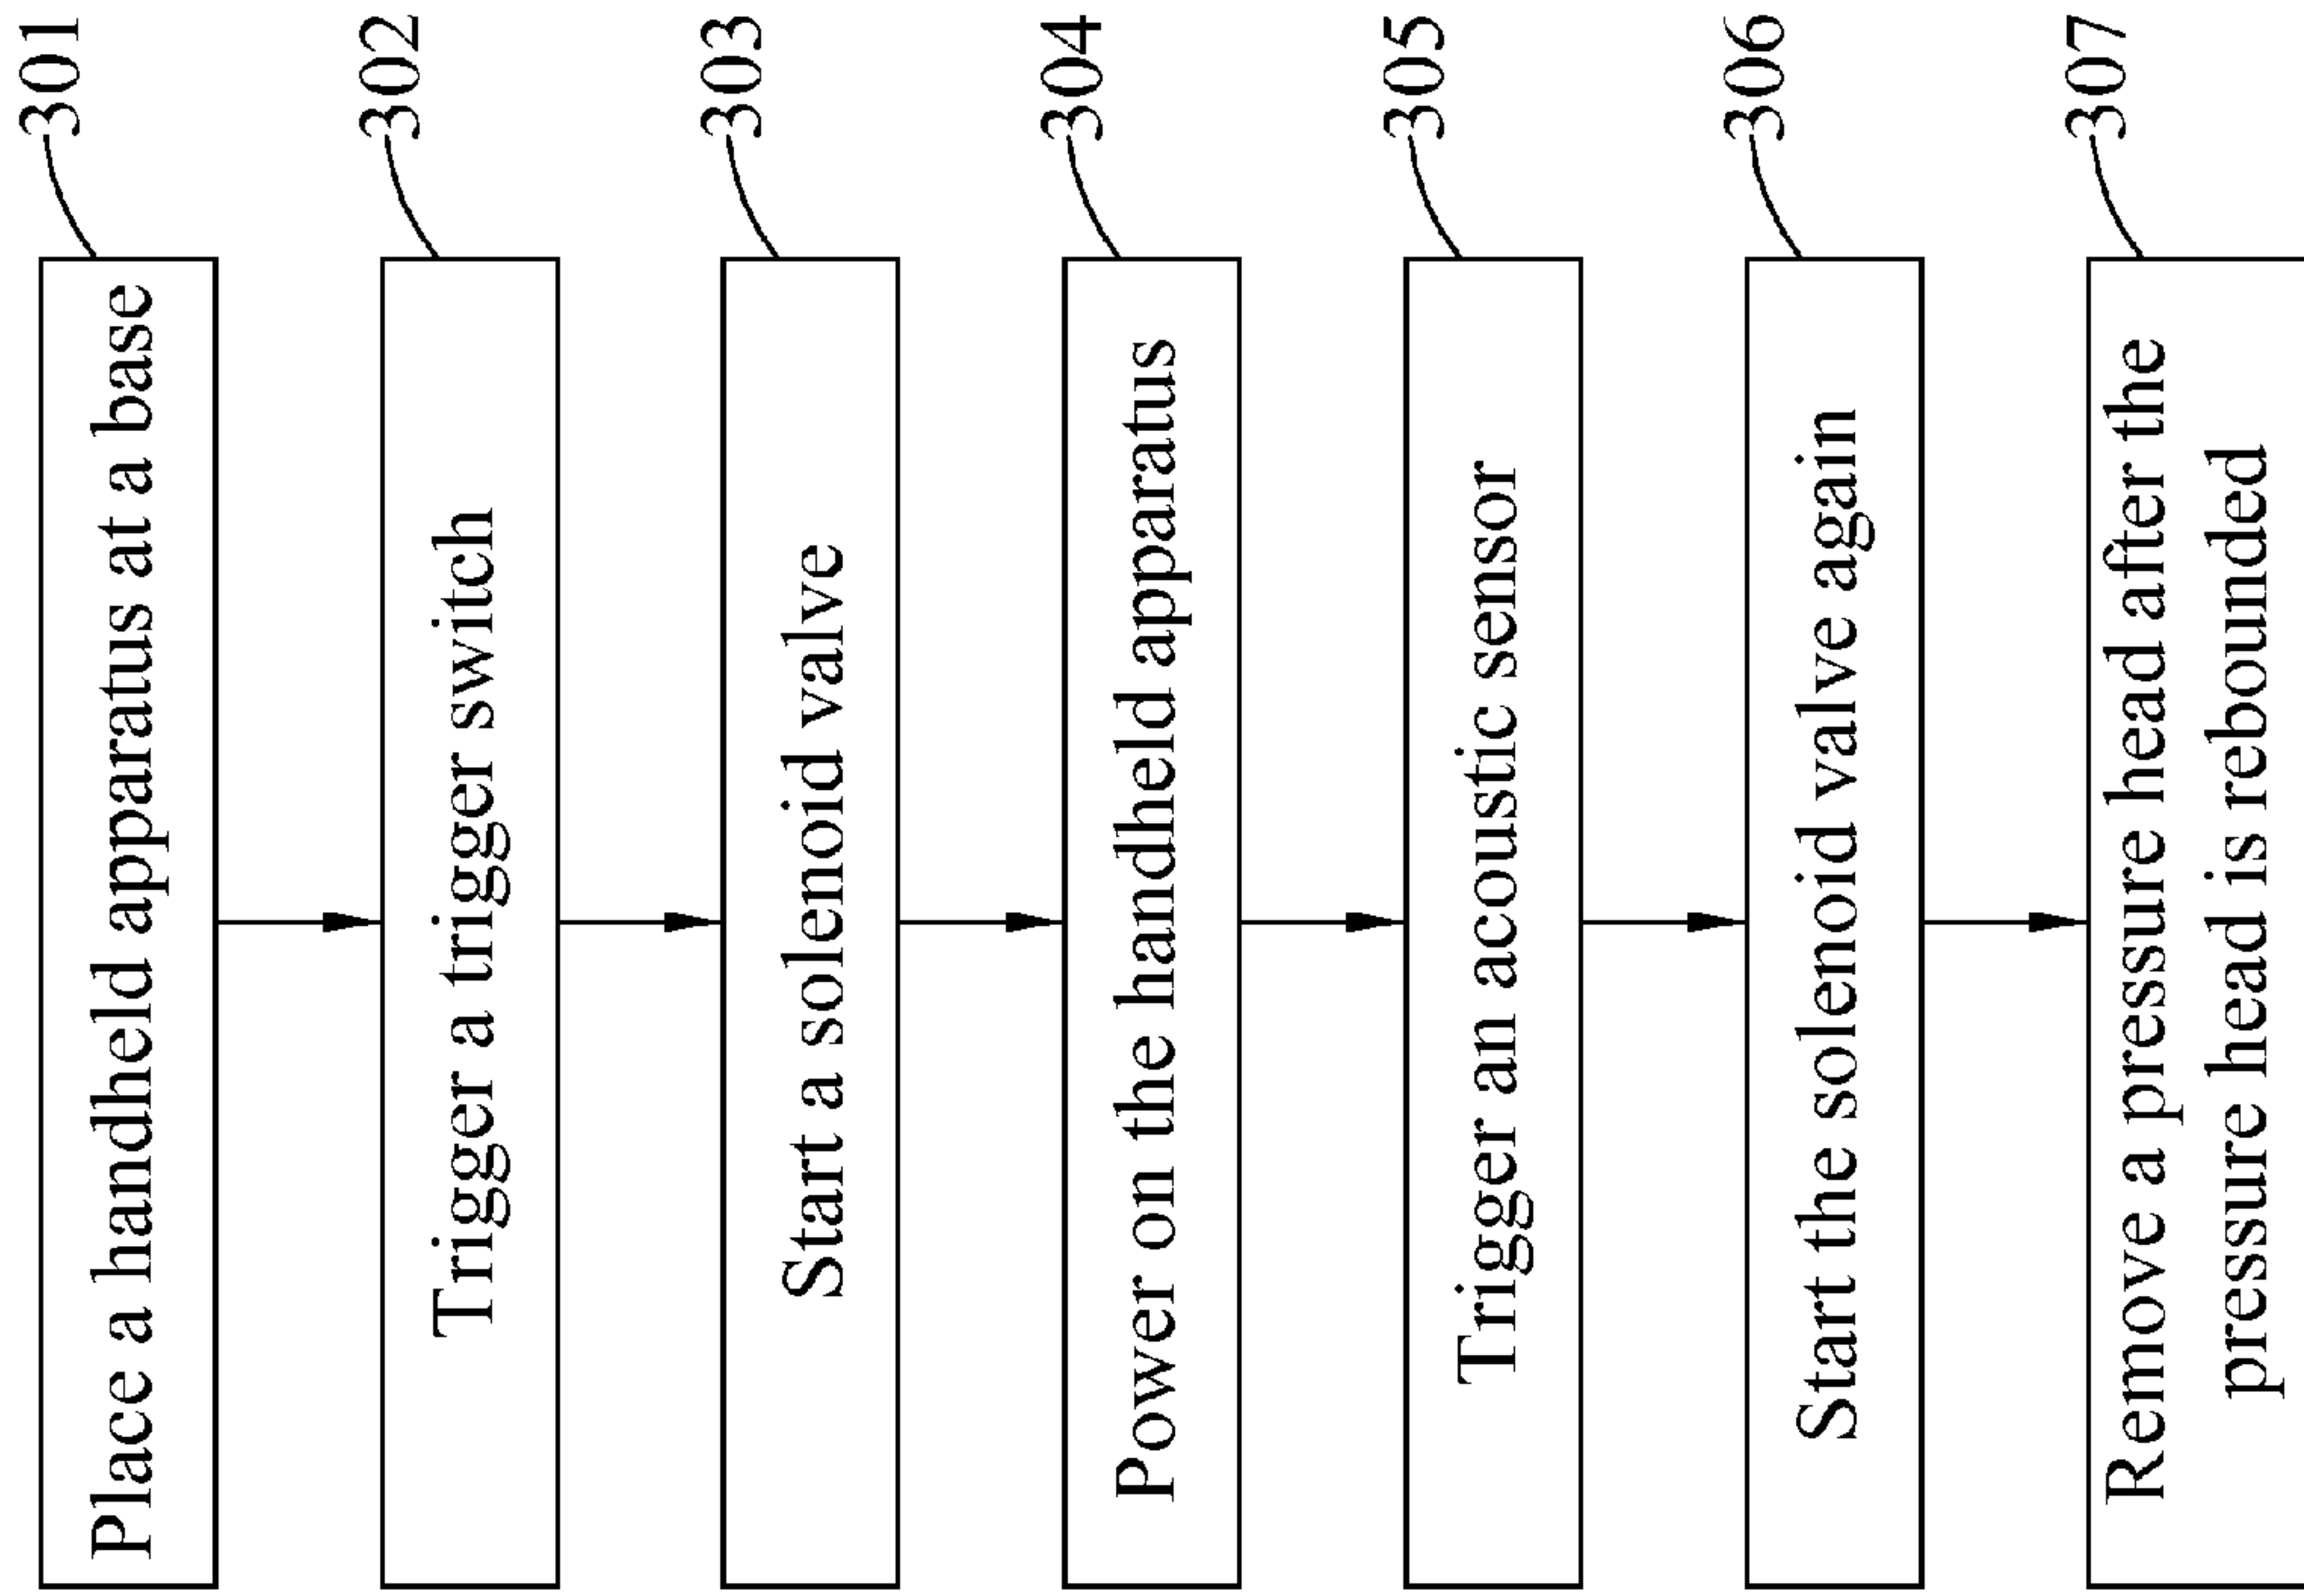 Place a handheld apparatus at a base
301
Trigger a trigger switch
302
Start a solenoid valve
303
Power on the handheld apparatus
304
Trigger an acoustic sensor
305
Start the solenoid valve again
306
Remove a pressure head after the
pressure head is rebounded
307